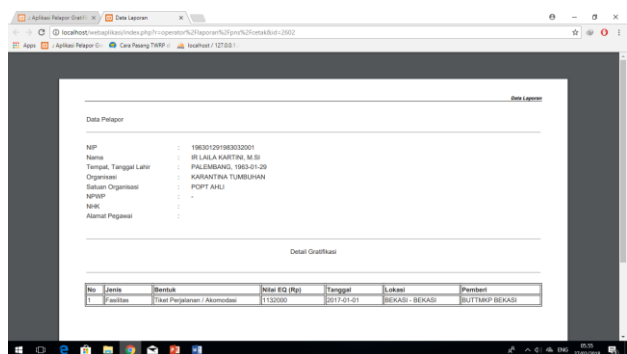 : Aplikasi Pelapor Gratifi
Data Laporan
localhost/webaplikasi/index.php?r=operator%2Flaporan%2Fpns%2Fcetak&id=2602
Apps
: Aplikasi Pelapor G
Cara Pasang TWRP
localhost / 127.0.0.1
Data Laporan
Data Pelapor
NIP : 196301291983032001
Nama : IR LAILA KARTINI, M.SI
Tempat, Tanggal Lahir : PALEMBANG, 1963-01-29
Organisasi : KARANTINA TUMBUHAN
Satuan Organisasi : POPT AHLI
NPWP : -
NHK :
Alamat Pegawai :
Detail Gratifikasi
No Jenis Bentuk Nilai EQ (Rp) Tanggal Lokasi Pemberi
1 Fasilitas Tiket Perjalanan / Akomodasi 1132000 2017-01-01 BEKASI - BEKASI BUTTMKP BEKASI
ENG
05.35